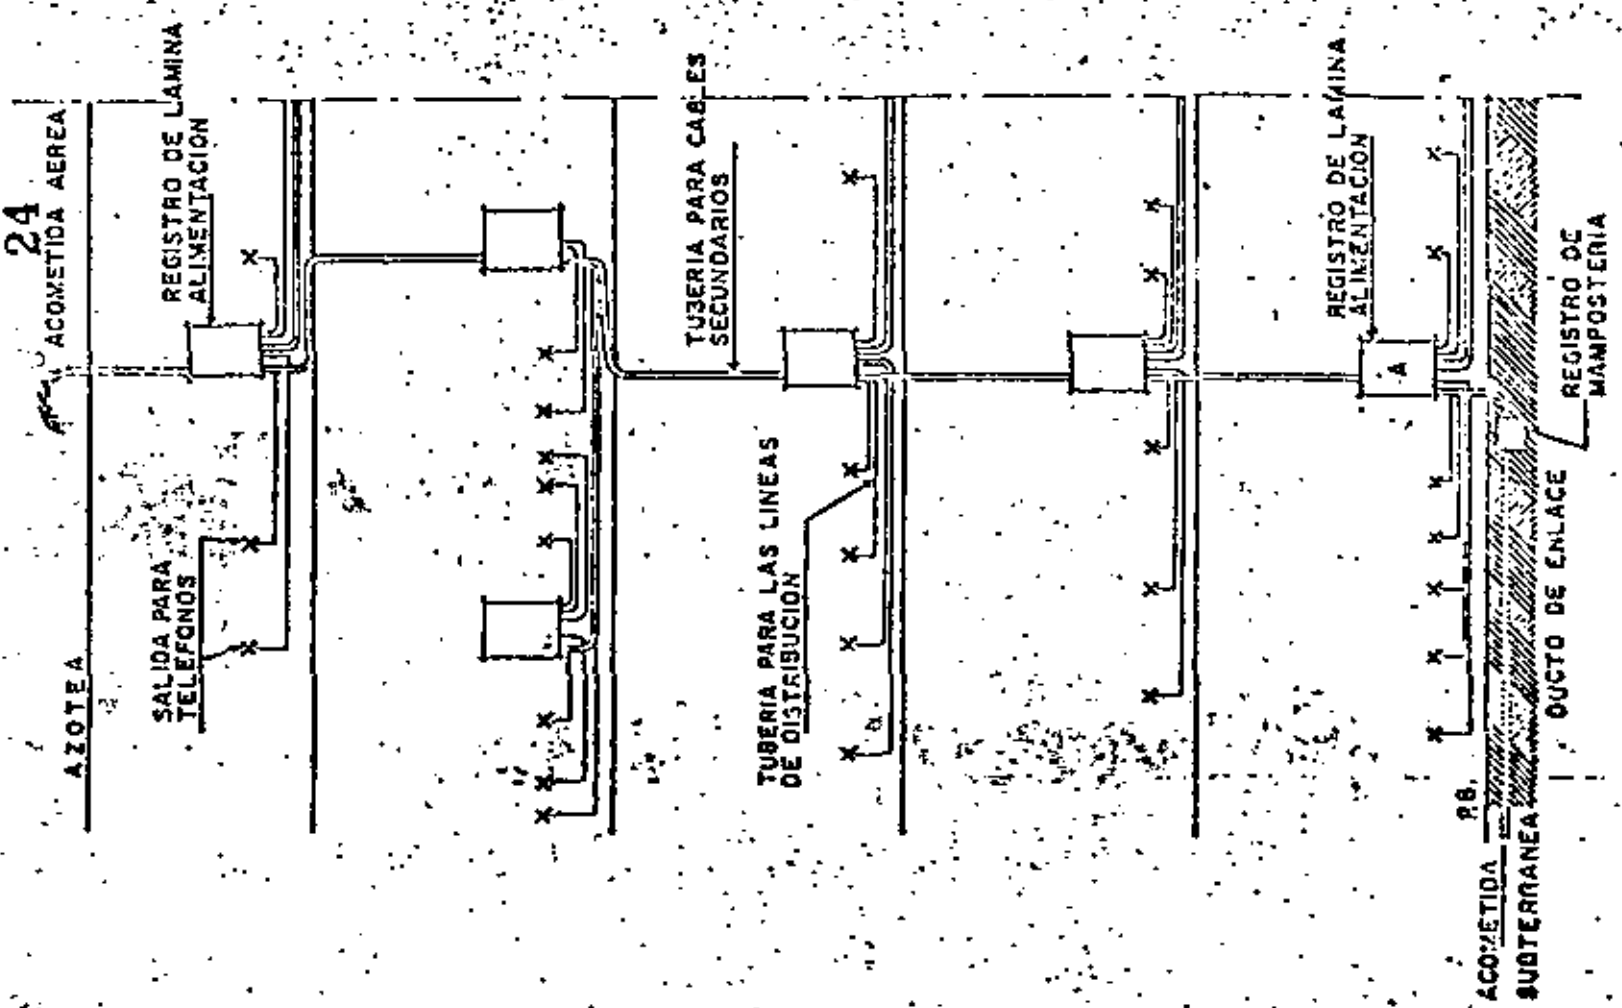 24
ACOMETIDA AEREA
AZOTEA
REGISTRO DE LAMINA
ALIMENTACION
SALIDA PARA
TELEFONOS
TUBERIA PARA CABLES
SECUNDARIOS
TUBERIA PARA LAS LINEAS
DE DISTRIBUCION
REGISTRO DE LAMINA
ALIMENTACION
A
P.B.
ACOMETIDA
SUBTERRANEA
DUCTO DE ENLACE
REGISTRO DE
MAMPOSTERIA